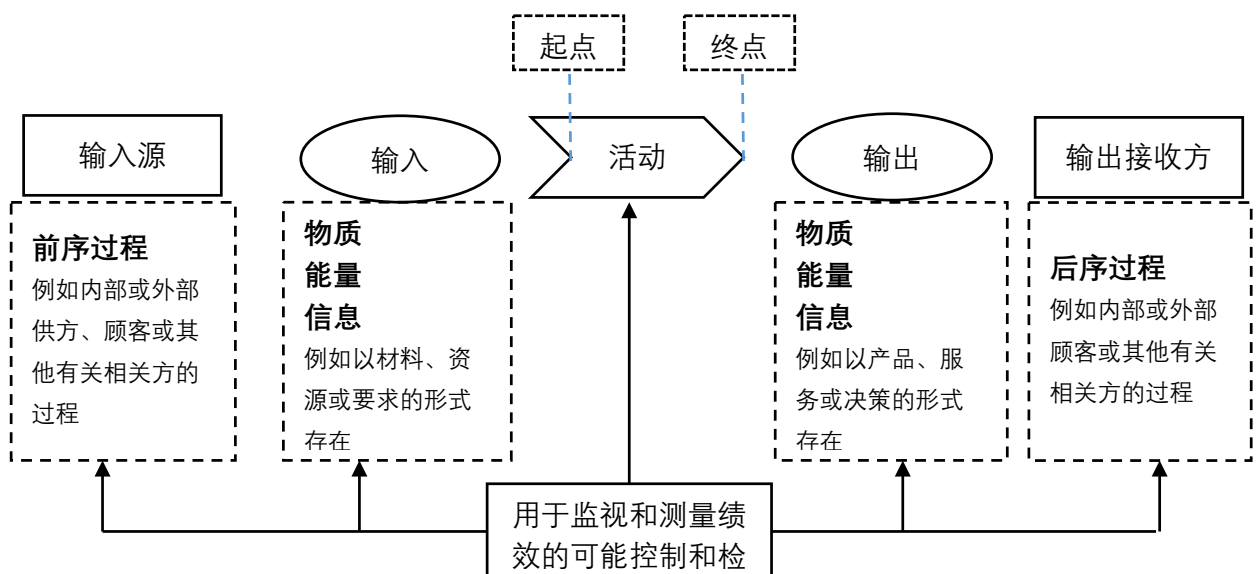 起点
终点
输入源
输入
活动
输出
输出接收方
前序过程
例如内部或外部
供方、顾客或其
他有关相关方的
过程
物质
能量
信息
例如以材料、资
源或要求的形式
存在
物质
能量
信息
例如以产品、服
务或决策的形式
存在
后序过程
例如内部或外部
顾客或其他有关
相关方的过程
用于监视和测量绩
效的可能控制和检